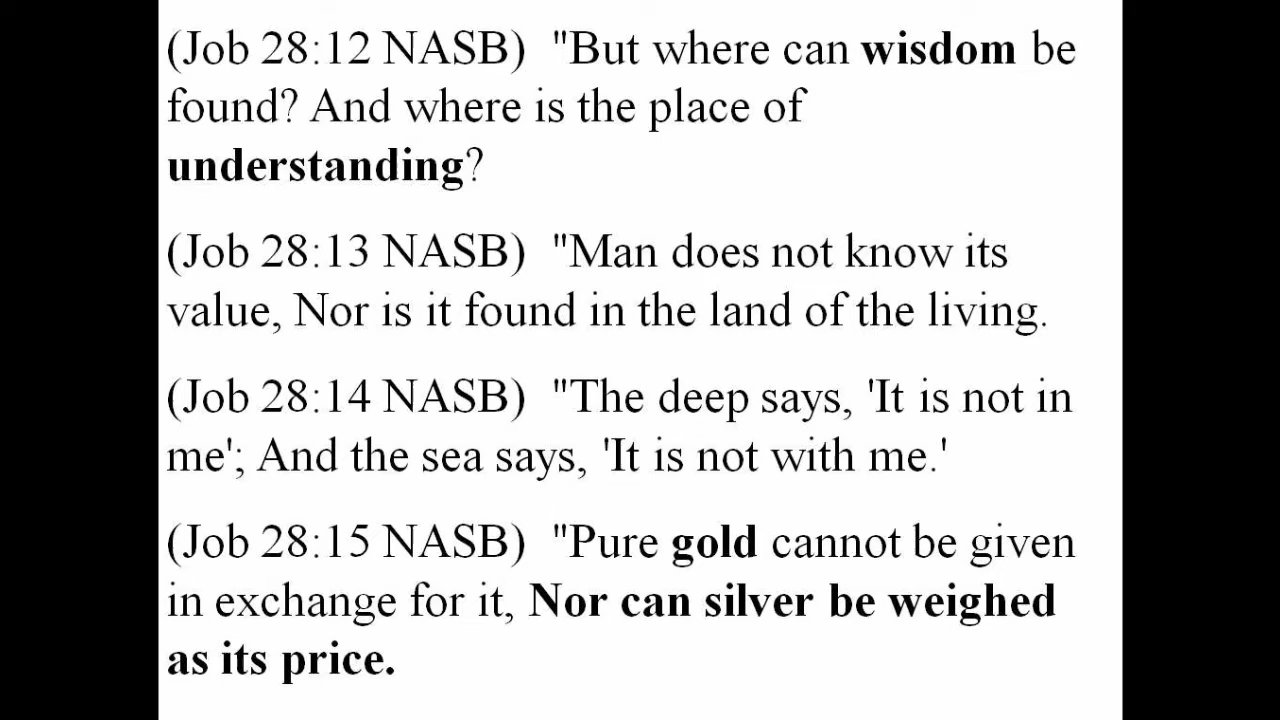 (Job 28:12 NASB)  "But where can wisdom be
found? And where is the place of
understanding?
(Job 28:13 NASB)  "Man does not know its
value, Nor is it found in the land of the living.
(Job 28:14 NASB)  "The deep says, 'It is not in
me'; And the sea says, 'It is not with me.'
(Job 28:15 NASB)  "Pure gold cannot be given
in exchange for it, Nor can silver be weighed
as its price.